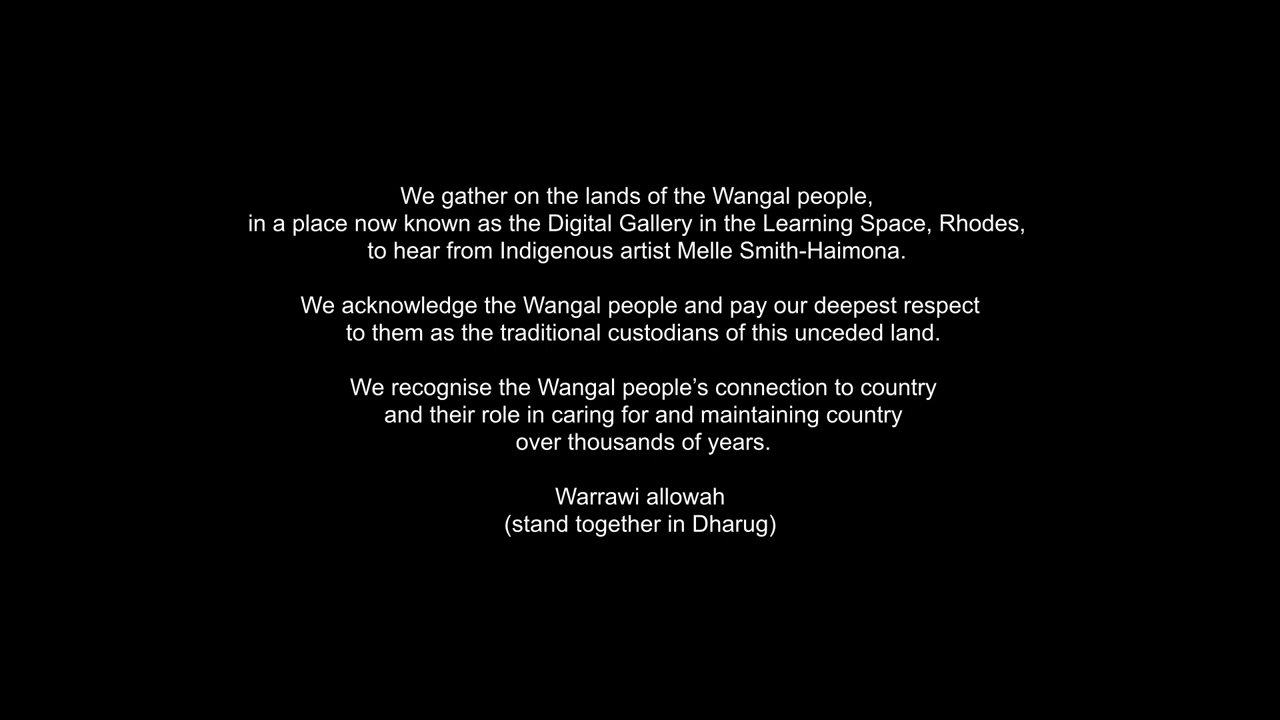 We gather on the lands of the Wangal people,
in a place now known as the Digital Gallery in the Learning Space, Rhodes,
to hear from Indigenous artist Melle Smith-Haimona.
We acknowledge the Wangal people and pay our deepest respect
to them as the traditional custodians of this unceded land.
We recognise the Wangal people’s connection to country
and their role in caring for and maintaining country
over thousands of years.
Warrawi allowah
(stand together in Dharug)